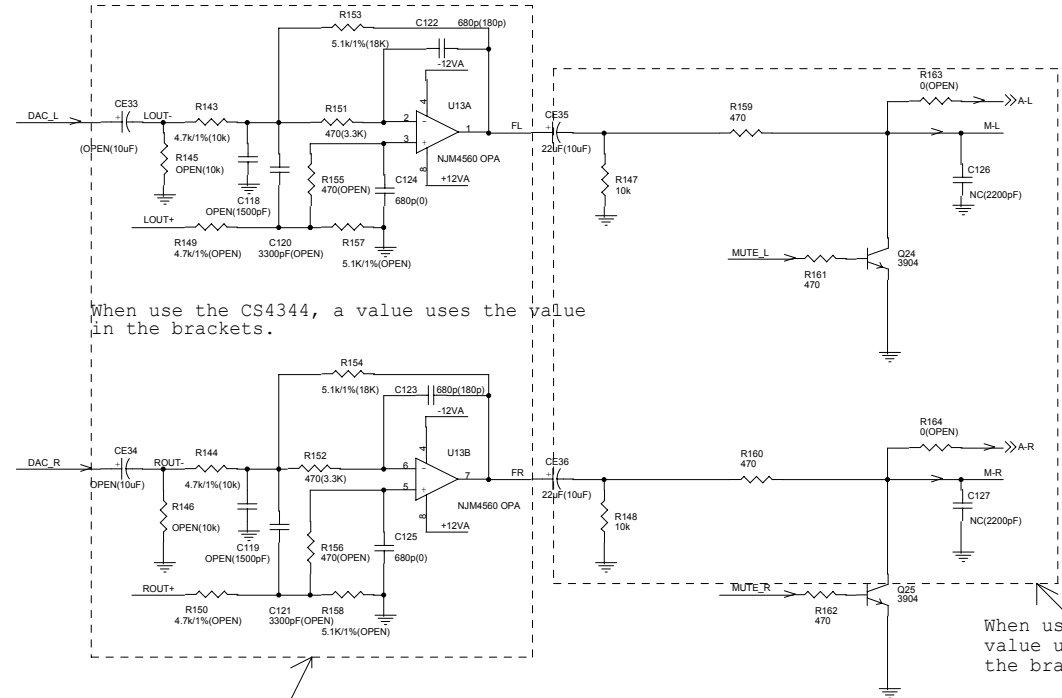 R153
5.1k/1%(18K)
C122
680p(180p)
-12VA
4
U13A
DAC_L
CE33
+
LOUT-
R143
4.7k/1%(10k)
R151
470(3.3K)
2
-
3
+
1
FL
8
NJM4560 OPA
+12VA
(OPEN(10uF)
R145
OPEN(10k)
C118
OPEN(1500pF)
R155
470(OPEN)
C124
680p(0)
LOUT+
R149
4.7k/1%(OPEN)
C120
3300pF(OPEN)
R157
5.1K/1%(OPEN)
CE35
+
22uF(10uF)
R147
10k
R159
470
R163
0(OPEN)
A-L
M-L
C126
NC(2200pF)
MUTE_L
R161
470
Q24
3904
When use the CS4344, a value uses the value
in the brackets.
R154
5.1k/1%(18K)
C123
680p(180p)
-12VA
4
U13B
DAC_R
CE34
+
OPEN(10uF)
ROUT-
R144
4.7k/1%(10k)
R152
470(3.3K)
6
-
5
+
7
FR
8
NJM4560 OPA
+12VA
R146
OPEN(10k)
C119
OPEN(1500pF)
R156
470(OPEN)
C125
680p(0)
ROUT+
R150
4.7k/1%(OPEN)
C121
3300pF(OPEN)
R158
5.1K/1%(OPEN)
CE36
+
22uF(10uF)
R148
10k
R160
470
R164
0(OPEN)
A-R
M-R
C127
NC(2200pF)
MUTE_R
R162
470
Q25
3904
When us
value u
the bra